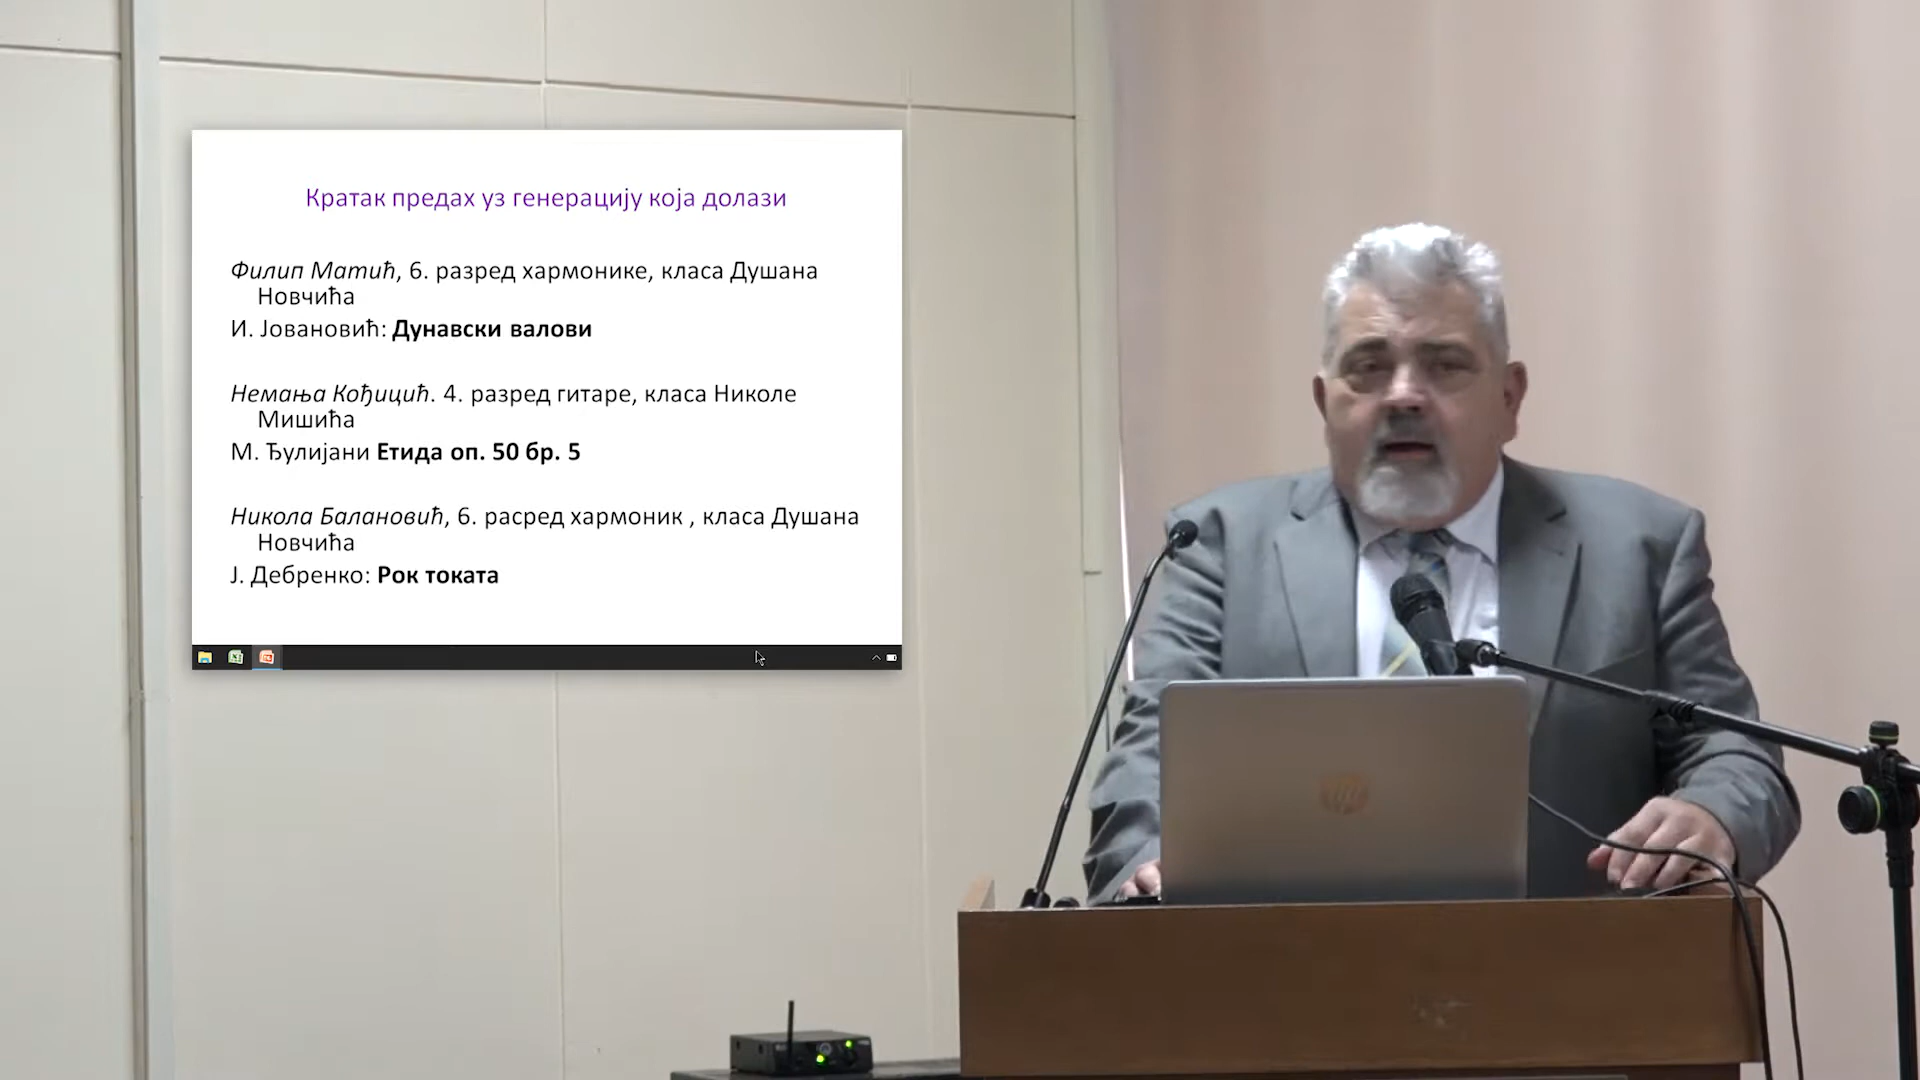 Кратак предах уз генерацију која долази
Филип Матић, 6. разред хармонике, класа Душана
Новчића
И. Јовановић: Дунавски валови
Немања Кођицић. 4. разред гитаре, класа Николе
Мишића
М. Ђулијани Етида оп. 50 бр. 5
Никола Балановић, 6. расред хармоник , класа Душана
Новчића
Ј. Дебренко: Рок токата
hp